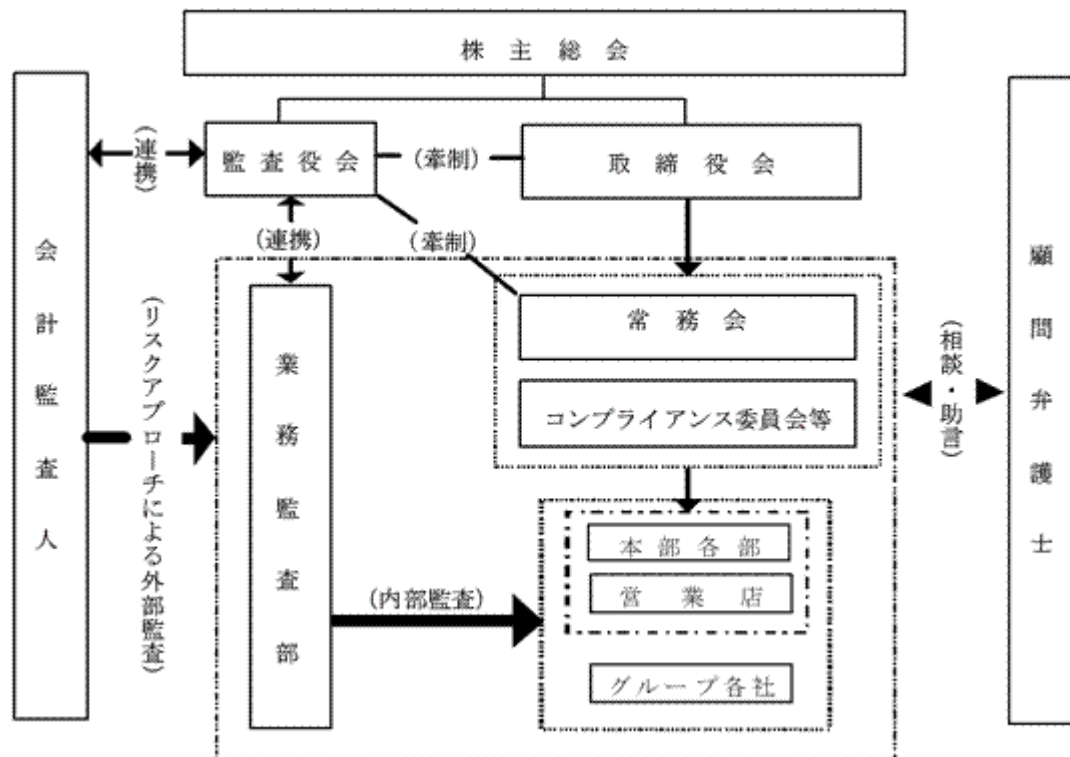 株主総会
監査役会
(牽制)
取締役会
(連携)
(連携)
(牽制)
会計監査人
(リスクアプローチによる外部監査)
業務監査部
常務会
コンプライアンス委員会等
(相談・助言)
顧問弁護士
本部各部
営業店
(内部監査)
グループ各社